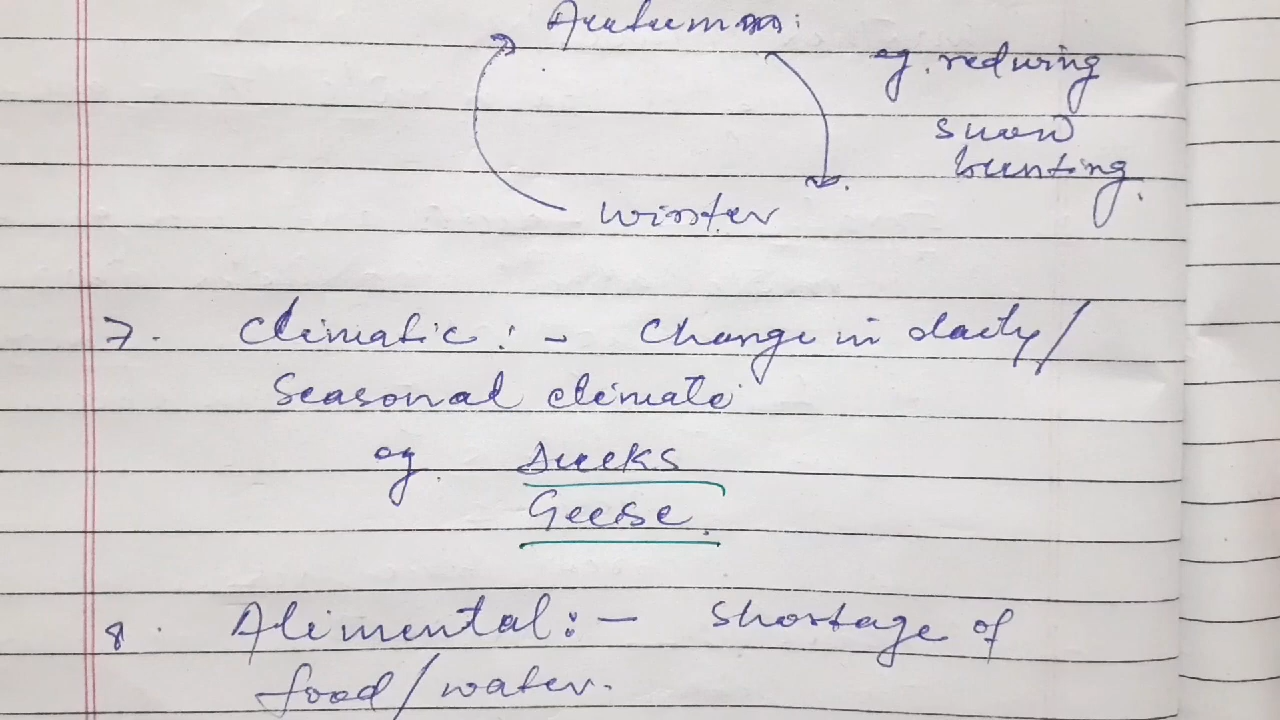 Autumn:
eg. redwing
snow
bunting.
winter
7. Climatic :- Change in daily/
Seasonal climate
eg. Ducks
Geese.
8. Alimental :- Shortage of
food/water.